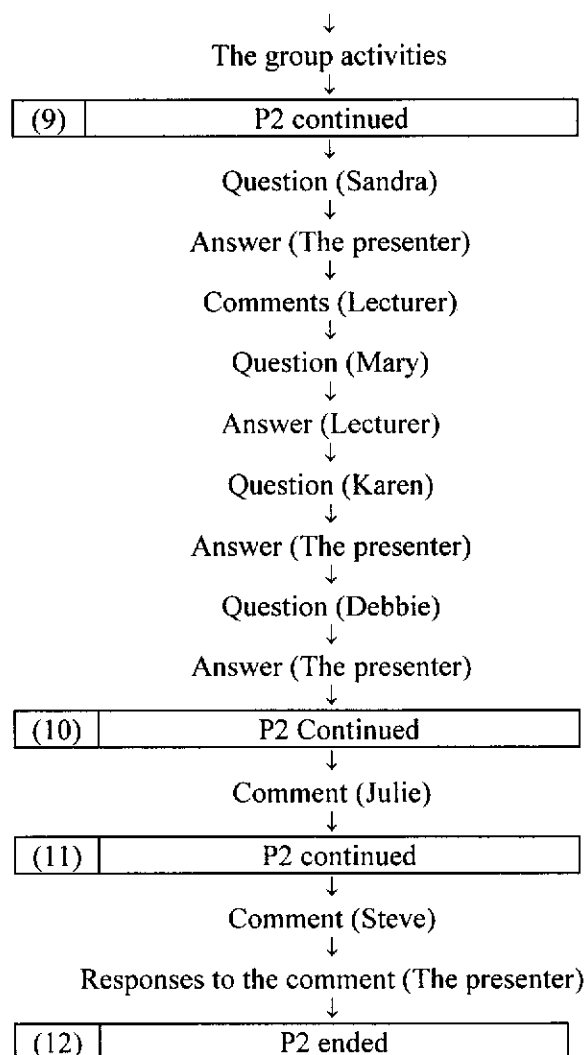 ↓
The group activities
↓
(9) P2 continued
↓
Question (Sandra)
↓
Answer (The presenter)
↓
Comments (Lecturer)
↓
Question (Mary)
↓
Answer (Lecturer)
↓
Question (Karen)
↓
Answer (The presenter)
↓
Question (Debbie)
↓
Answer (The presenter)
↓
(10) P2 Continued
↓
Comment (Julie)
↓
(11) P2 continued
↓
Comment (Steve)
↓
Responses to the comment (The presenter)
↓
(12) P2 ended